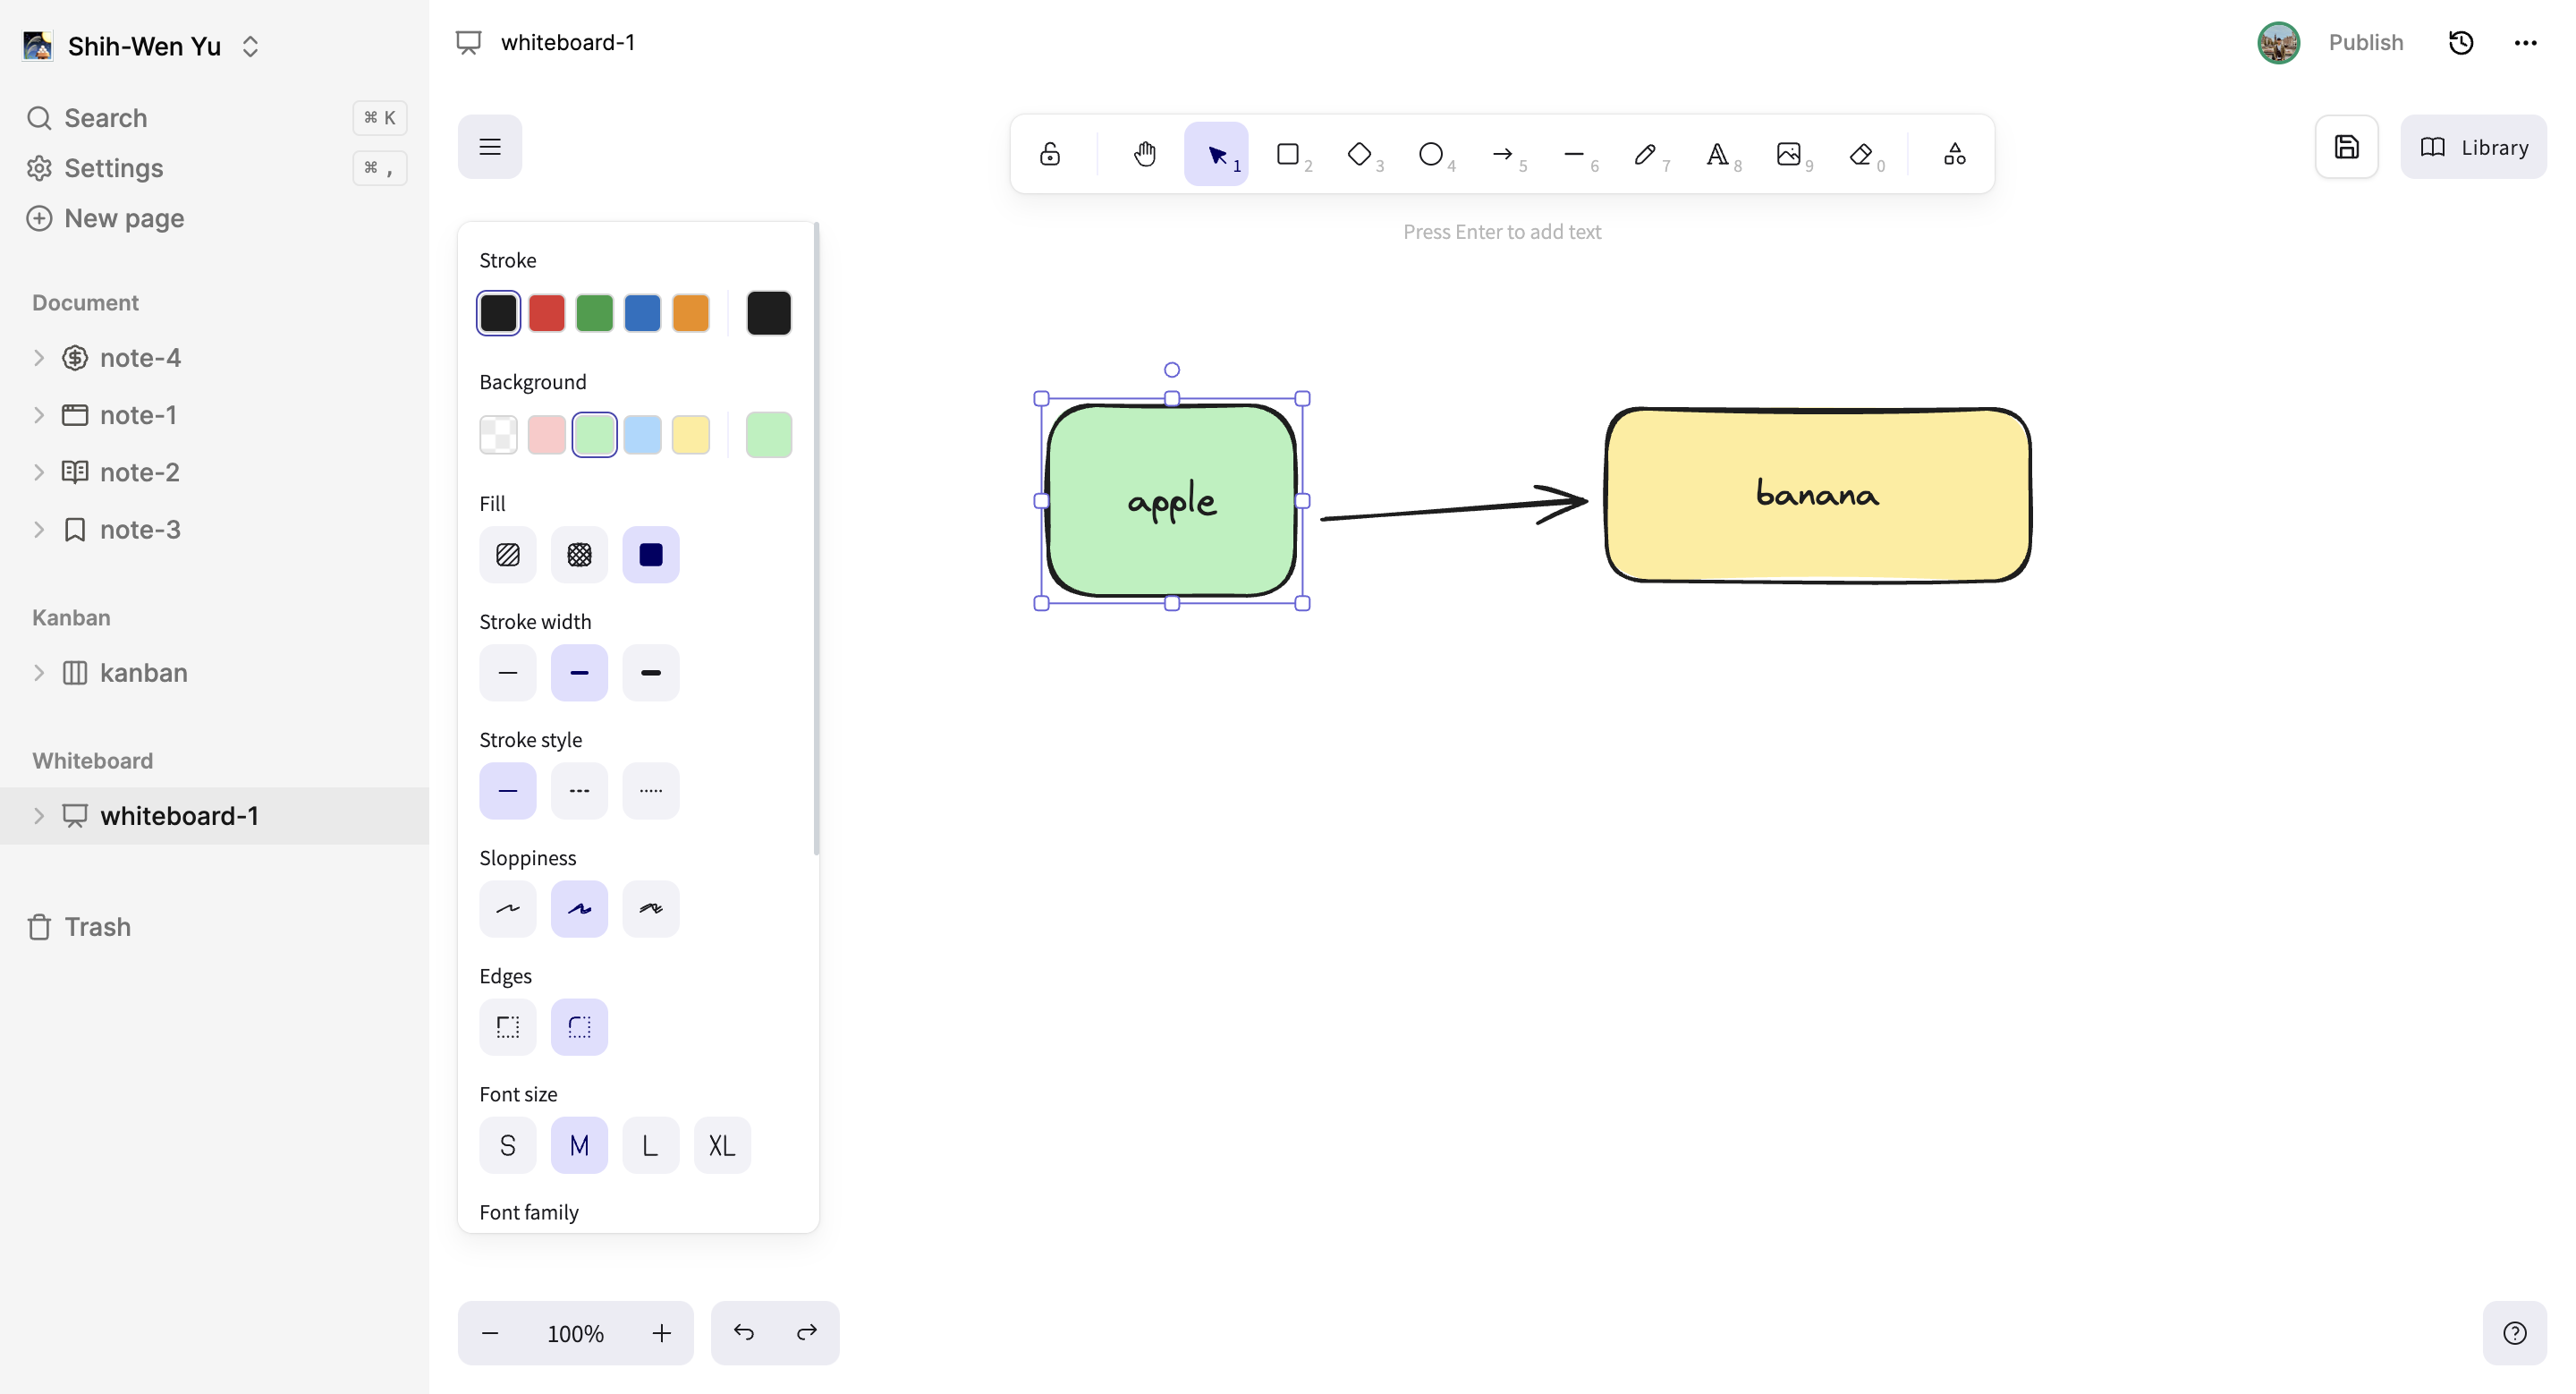 Shih-Wen Yu
Search ⌘ K
Settings ⌘ ,
New page
Document
note-4
note-1
note-2
note-3
Kanban
kanban
Whiteboard
whiteboard-1
Trash
whiteboard-1
Publish
1 2 3 4 5 6 7 8 9 0
Library
Press Enter to add text
Stroke
Background
Fill
Stroke width
Stroke style
Sloppiness
Edges
Font size
S M L XL
Font family
apple
banana
100%